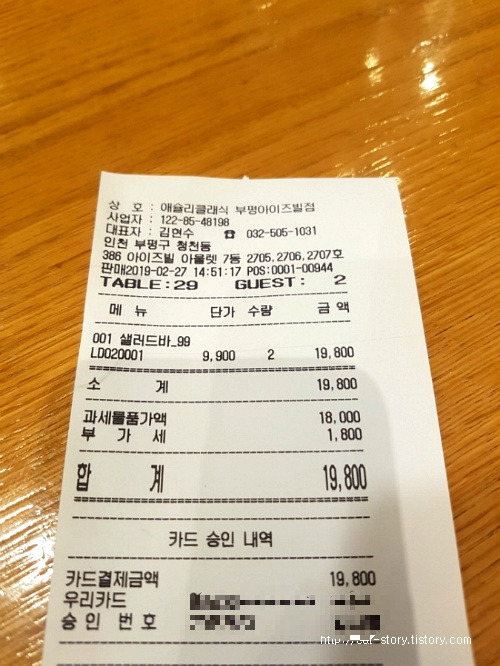 상 호 : 애슐리클래식 부평아이즈빌점
사업자 : 122-85-48198
대표자 : 김현수 ☎ 032-505-1031
인천 부평구 청천동
386 아이즈빌 아울렛 7동 2705,2706,2707호
판매2019-02-27 14:51:17 POS:0001-00944
TABLE:29 GUEST: 2
메 뉴 단가 수량 금 액
001 샐러드바_99
LD020001 9,900 2 19,800
소 계 19,800
과세물품가액 18,000
부 가 세 1,800
합 계 19,800
카드 승인 내역
카드결제금액 19,800
우리카드
승 인 번 호
-story.tistory.com